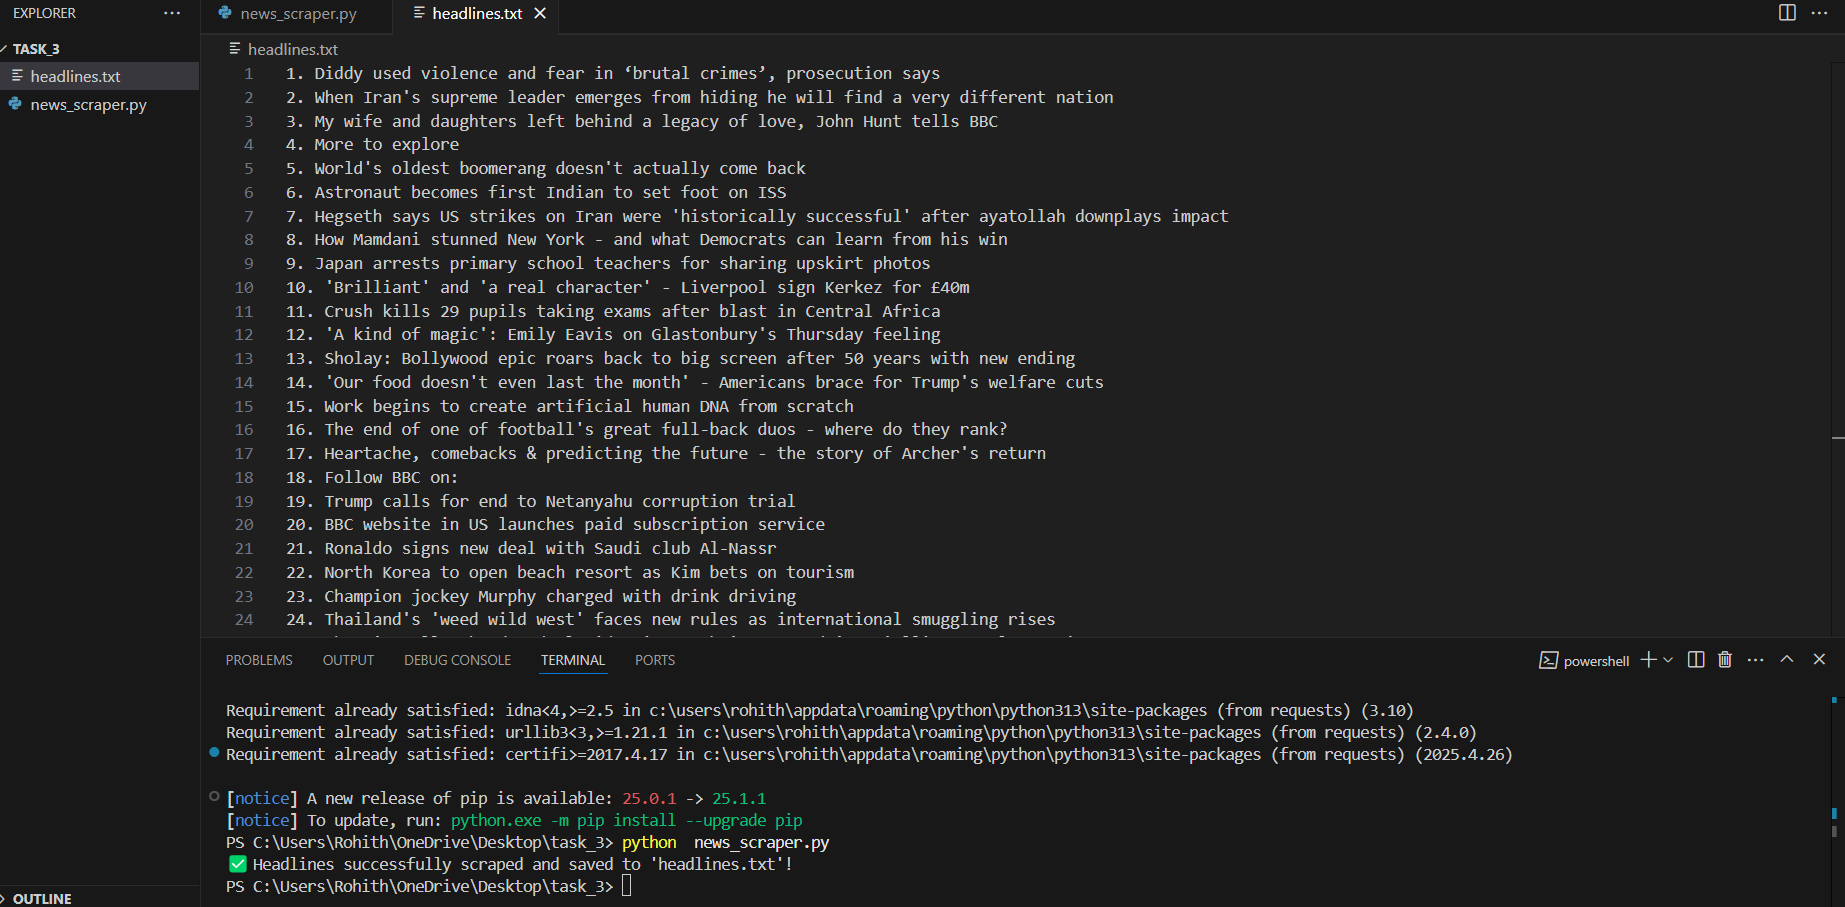 EXPLORER
···
news_scraper.py
headlines.txt
TASK_3
headlines.txt
news_scraper.py
headlines.txt
1 1. Diddy used violence and fear in ‘brutal crimes’, prosecution says
2 2. When Iran's supreme leader emerges from hiding he will find a very different nation
3 3. My wife and daughters left behind a legacy of love, John Hunt tells BBC
4 4. More to explore
5 5. World's oldest boomerang doesn't actually come back
6 6. Astronaut becomes first Indian to set foot on ISS
7 7. Hegseth says US strikes on Iran were 'historically successful' after ayatollah downplays impact
8 8. How Mamdani stunned New York - and what Democrats can learn from his win
9 9. Japan arrests primary school teachers for sharing upskirt photos
10 10. 'Brilliant' and 'a real character' - Liverpool sign Kerkez for £40m
11 11. Crush kills 29 pupils taking exams after blast in Central Africa
12 12. 'A kind of magic': Emily Eavis on Glastonbury's Thursday feeling
13 13. Sholay: Bollywood epic roars back to big screen after 50 years with new ending
14 14. 'Our food doesn't even last the month' - Americans brace for Trump's welfare cuts
15 15. Work begins to create artificial human DNA from scratch
16 16. The end of one of football's great full-back duos - where do they rank?
17 17. Heartache, comebacks & predicting the future - the story of Archer's return
18 18. Follow BBC on:
19 19. Trump calls for end to Netanyahu corruption trial
20 20. BBC website in US launches paid subscription service
21 21. Ronaldo signs new deal with Saudi club Al-Nassr
22 22. North Korea to open beach resort as Kim bets on tourism
23 23. Champion jockey Murphy charged with drink driving
24 24. Thailand's 'weed wild west' faces new rules as international smuggling rises
PROBLEMS OUTPUT DEBUG CONSOLE TERMINAL PORTS
powershell
Requirement already satisfied: idna<4,>=2.5 in c:\users\rohith\appdata\roaming\python\python313\site-packages (from requests) (3.10)
Requirement already satisfied: urllib3<3,>=1.21.1 in c:\users\rohith\appdata\roaming\python\python313\site-packages (from requests) (2.4.0)
Requirement already satisfied: certifi>=2017.4.17 in c:\users\rohith\appdata\roaming\python\python313\site-packages (from requests) (2025.4.26)
[notice] A new release of pip is available: 25.0.1 -> 25.1.1
[notice] To update, run: python.exe -m pip install --upgrade pip
PS C:\Users\Rohith\OneDrive\Desktop\task_3> python  news_scraper.py
✅ Headlines successfully scraped and saved to 'headlines.txt'!
PS C:\Users\Rohith\OneDrive\Desktop\task_3>
OUTLINE